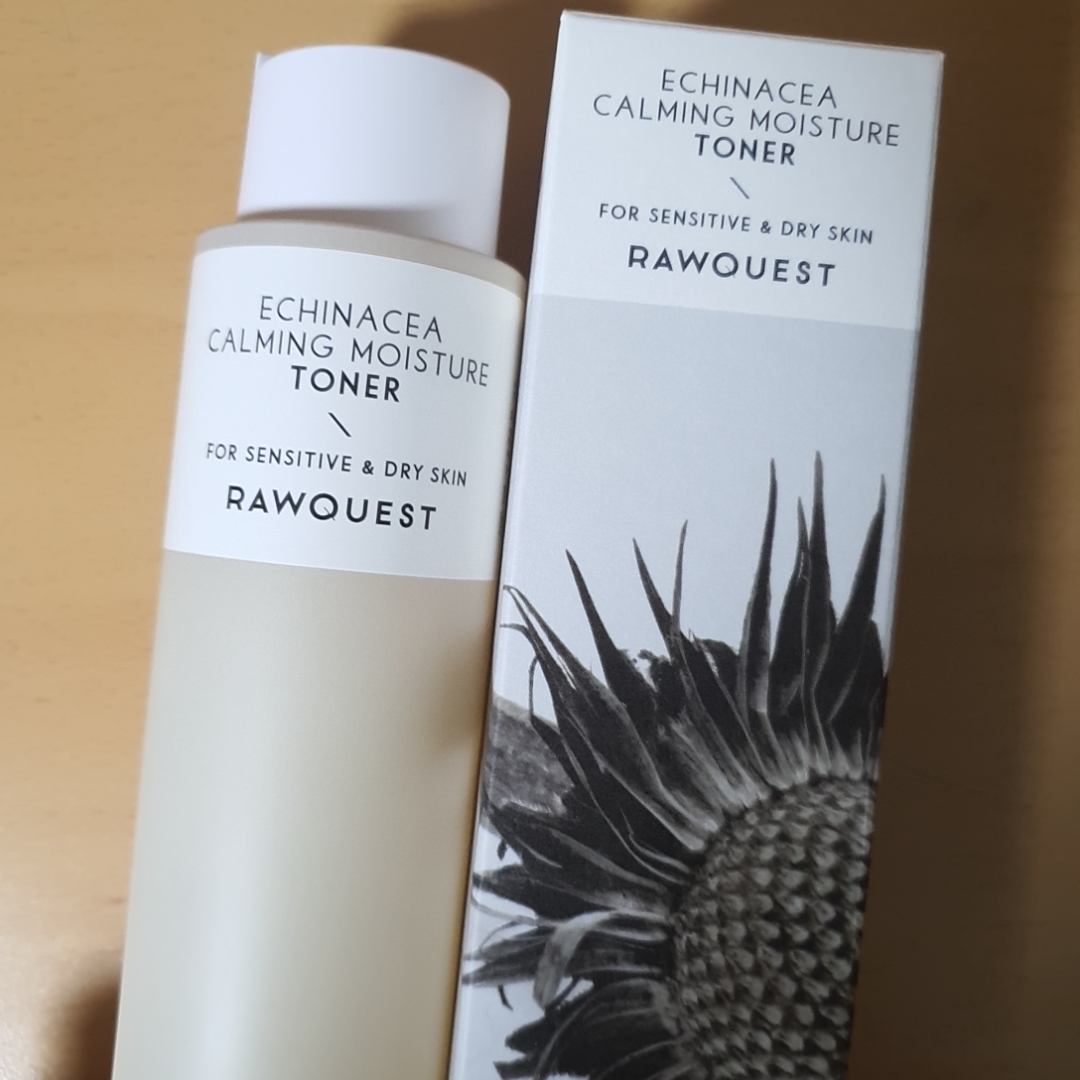 ECHINACEA
CALMING MOISTURE
TONER
\
FOR SENSITIVE & DRY SKIN
RAWQUEST
ECHINACEA
CALMING MOISTURE
TONER
\
FOR SENSITIVE & DRY SKIN
RAWQUEST